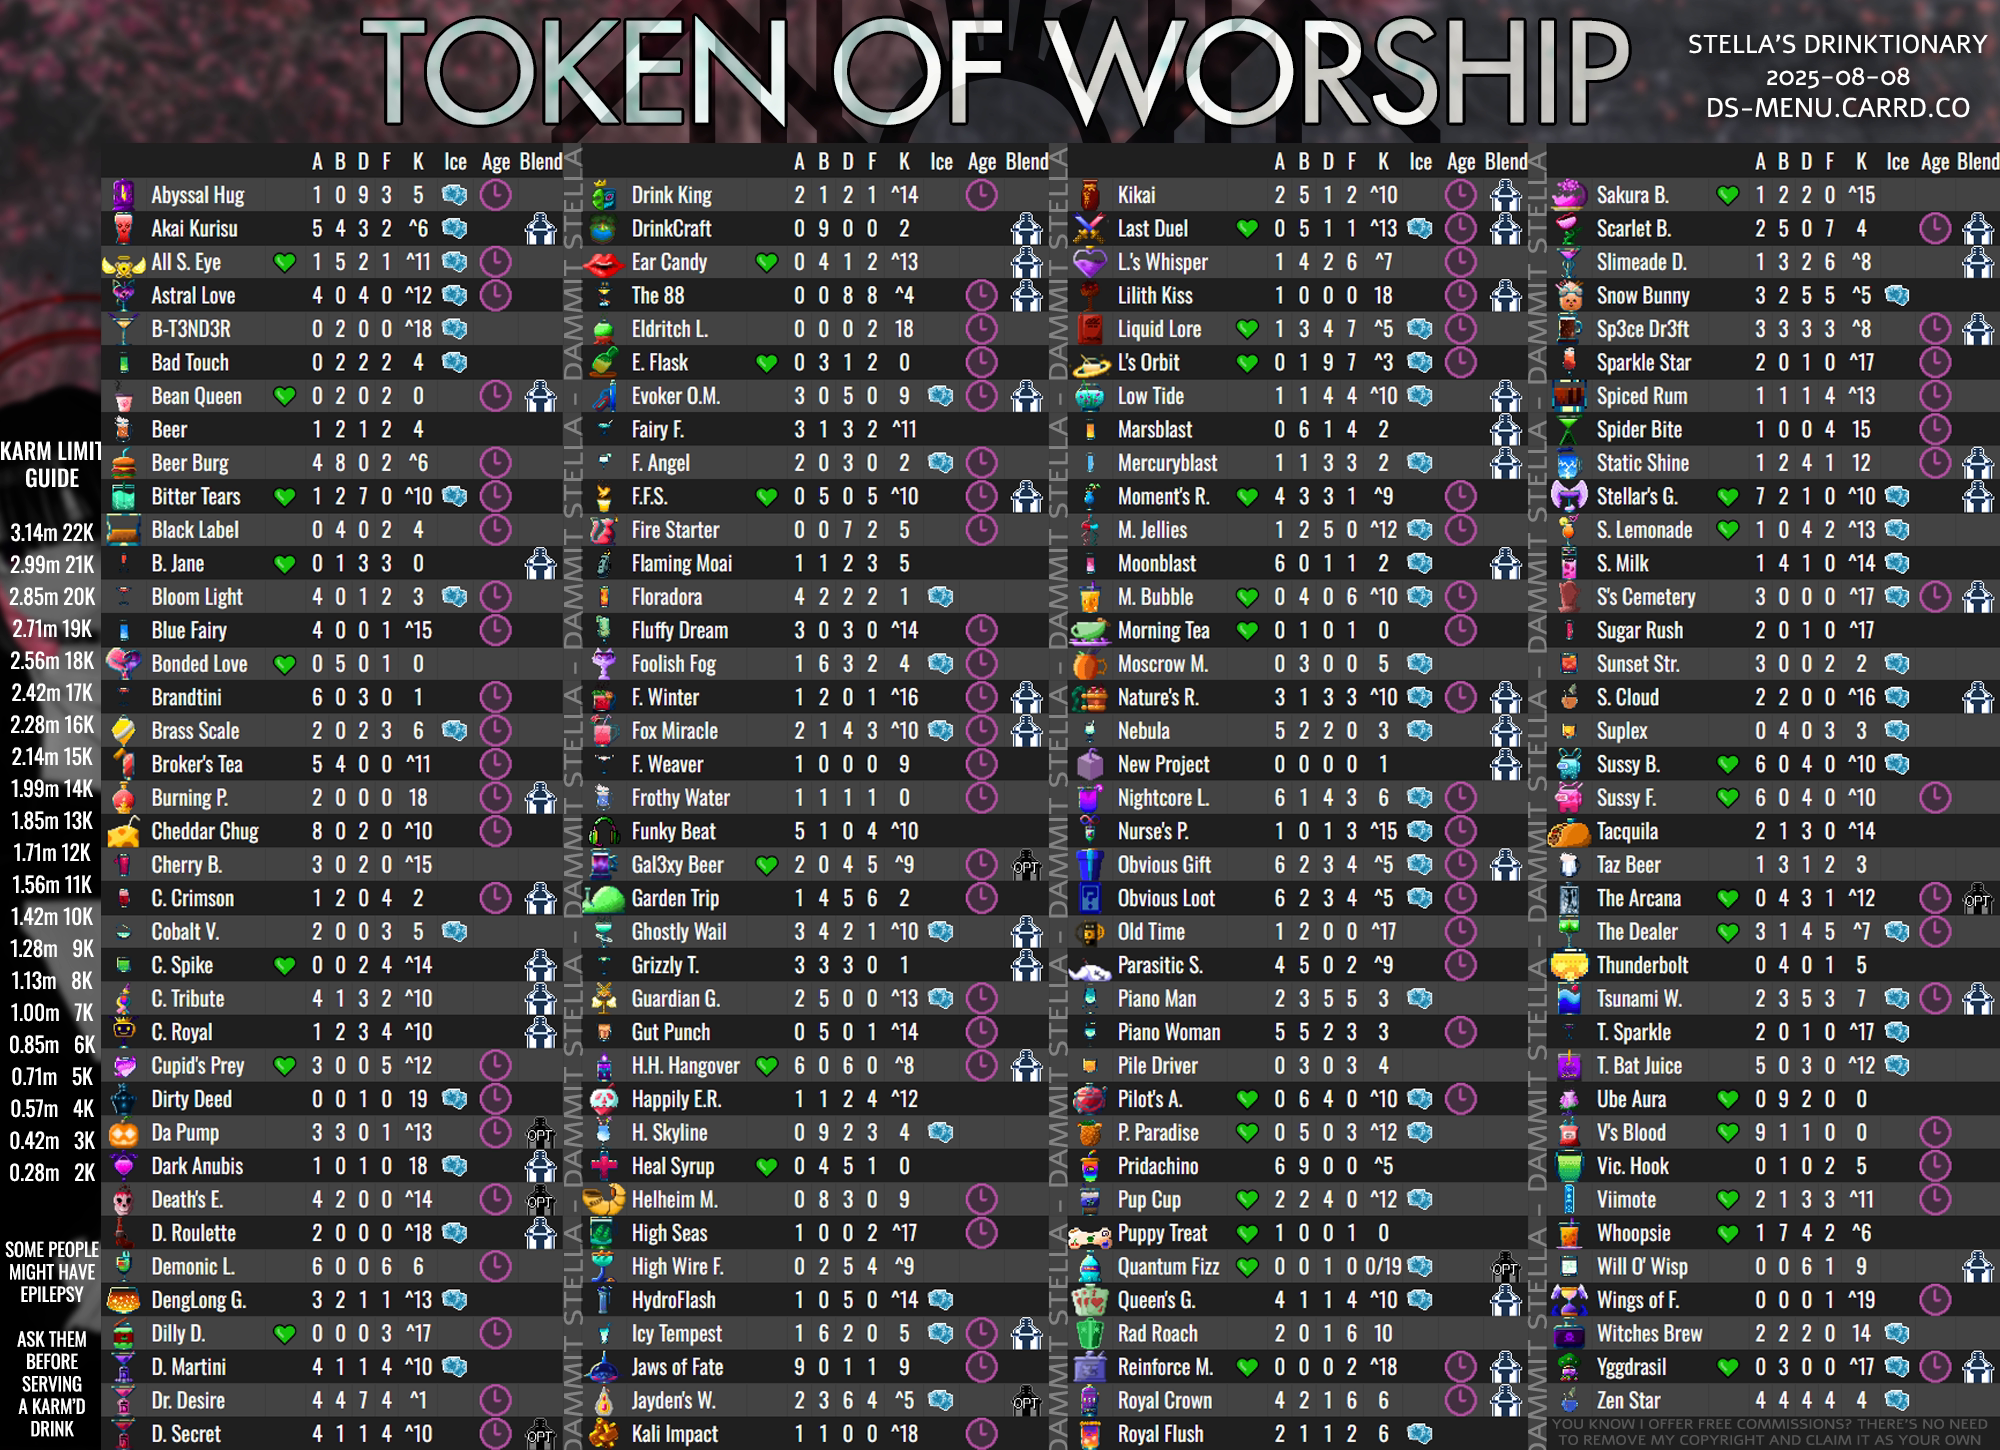 TOKEN OF WORSHIP
STELLA'S DRINKTIONARY
2025-08-08
DS-MENU.CARRD.CO
KARM LIMIT
GUIDE
3.14m 22K
2.99m 21K
2.85m 20K
2.71m 19K
2.56m 18K
2.42m 17K
2.28m 16K
2.14m 15K
1.99m 14K
1.85m 13K
1.71m 12K
1.56m 11K
1.42m 10K
1.28m 9K
1.13m 8K
1.00m 7K
0.85m 6K
0.71m 5K
0.57m 4K
0.42m 3K
0.28m 2K
SOME PEOPLE
MIGHT HAVE
EPILEPSY
ASK THEM
BEFORE
SERVING
A KARM'D
DRINK
A B D F K Ice Age Blend
Abyssal Hug 1 0 9 3 5
Akai Kurisu 5 4 3 2 ^6
All S. Eye 1 5 2 1 ^11
Astral Love 4 0 4 0 ^12
B-T3ND3R 0 2 0 0 ^18
Bad Touch 0 2 2 2 4
Bean Queen 0 2 0 2 0
Beer 1 2 1 2 4
Beer Burg 4 8 0 2 ^6
Bitter Tears 1 2 7 0 ^10
Black Label 0 4 0 2 4
B. Jane 0 1 3 3 0
Bloom Light 4 0 1 2 3
Blue Fairy 4 0 0 1 ^15
Bonded Love 0 5 0 1 0
Brandtini 6 0 3 0 1
Brass Scale 2 0 2 3 6
Broker's Tea 5 4 0 0 ^11
Burning P. 2 0 0 0 18
Cheddar Chug 8 0 2 0 ^10
Cherry B. 3 0 2 0 ^15
C. Crimson 1 2 0 4 2
Cobalt V. 2 0 0 3 5
C. Spike 0 0 2 4 ^14
C. Tribute 4 1 3 2 ^10
C. Royal 1 2 3 4 ^10
Cupid's Prey 3 0 0 5 ^12
Dirty Deed 0 0 1 0 19
Da Pump 3 3 0 1 ^13 OPT
Dark Anubis 1 0 1 0 18
Death's E. 4 2 0 0 ^14 OPT
D. Roulette 2 0 0 0 ^18
Demonic L. 6 0 0 6 6
DengLong G. 3 2 1 1 ^13
Dilly D. 0 0 0 3 ^17
D. Martini 4 1 1 4 ^10
Dr. Desire 4 4 7 4 ^1
D. Secret 4 1 1 4 ^10 OPT
DAMMIT STELLA - DAMMIT STELLA - DAMMIT STELLA - DAMMIT STELLA
A B D F K Ice Age Blend
Drink King 2 1 2 1 ^14
DrinkCraft 0 9 0 0 2
Ear Candy 0 4 1 2 ^13
The 88 0 0 8 8 ^4
Eldritch L. 0 0 0 2 18
E. Flask 0 3 1 2 0
Evoker O.M. 3 0 5 0 9
Fairy F. 3 1 3 2 ^11
F. Angel 2 0 3 0 2
F.F.S. 0 5 0 5 ^10
Fire Starter 0 0 7 2 5
Flaming Moai 1 1 2 3 5
Floradora 4 2 2 2 1
Fluffy Dream 3 0 3 0 ^14
Foolish Fog 1 6 3 2 4
F. Winter 1 2 0 1 ^16
Fox Miracle 2 1 4 3 ^10
F. Weaver 1 0 0 0 9
Frothy Water 1 1 1 1 0
Funky Beat 5 1 0 4 ^10
Gal3xy Beer 2 0 4 5 ^9 OPT
Garden Trip 1 4 5 6 2
Ghostly Wail 3 4 2 1 ^10
Grizzly T. 3 3 3 0 1
Guardian G. 2 5 0 0 ^13
Gut Punch 0 5 0 1 ^14
H.H. Hangover 6 0 6 0 ^8
Happily E.R. 1 1 2 4 ^12
H. Skyline 0 9 2 3 4
Heal Syrup 0 4 5 1 0
Helheim M. 0 8 3 0 9
High Seas 1 0 0 2 ^17
High Wire F. 0 2 5 4 ^9
HydroFlash 1 0 5 0 ^14
Icy Tempest 1 6 2 0 5
Jaws of Fate 9 0 1 1 9
Jayden's W. 2 3 6 4 ^5 OPT
Kali Impact 1 1 0 0 ^18
DAMMIT STELLA - DAMMIT STELLA - DAMMIT STELLA - DAMMIT STELLA
A B D F K Ice Age Blend
Kikai 2 5 1 2 ^10
Last Duel 0 5 1 1 ^13
L.'s Whisper 1 4 2 6 ^7
Lilith Kiss 1 0 0 0 18
Liquid Lore 1 3 4 7 ^5
L's Orbit 0 1 9 7 ^3
Low Tide 1 1 4 4 ^10
Marsblast 0 6 1 4 2
Mercuryblast 1 1 3 3 2
Moment's R. 4 3 3 1 ^9
M. Jellies 1 2 5 0 ^12
Moonblast 6 0 1 1 2
M. Bubble 0 4 0 6 ^10
Morning Tea 0 1 0 1 0
Moscrow M. 0 3 0 0 5
Nature's R. 3 1 3 3 ^10
Nebula 5 2 2 0 3
New Project 0 0 0 0 1
Nightcore L. 6 1 4 3 6
Nurse's P. 1 0 1 3 ^15
Obvious Gift 6 2 3 4 ^5
Obvious Loot 6 2 3 4 ^5
Old Time 1 2 0 0 ^17
Parasitic S. 4 5 0 2 ^9
Piano Man 2 3 5 5 3
Piano Woman 5 5 2 3 3
Pile Driver 0 3 0 3 4
Pilot's A. 0 6 4 0 ^10
P. Paradise 0 5 0 3 ^12
Pridachino 6 9 0 0 ^5
Pup Cup 2 2 4 0 ^12
Puppy Treat 1 0 0 1 0
Quantum Fizz 0 0 1 0 0/19 OPT
Queen's G. 4 1 1 4 ^10
Rad Roach 2 0 1 6 10
Reinforce M. 0 0 0 2 ^18
Royal Crown 4 2 1 6 6
Royal Flush 2 1 1 2 6
DAMMIT STELLA - DAMMIT STELLA - DAMMIT STELLA - DAMMIT STELLA
A B D F K Ice Age Blend
Sakura B. 1 2 2 0 ^15
Scarlet B. 2 5 0 7 4
Slimeade D. 1 3 2 6 ^8
Snow Bunny 3 2 5 5 ^5
Sp3ce Dr3ft 3 3 3 3 ^8
Sparkle Star 2 0 1 0 ^17
Spiced Rum 1 1 1 4 ^13
Spider Bite 1 0 0 4 15
Static Shine 1 2 4 1 12
Stellar's G. 7 2 1 0 ^10
S. Lemonade 1 0 4 2 ^13
S. Milk 1 4 1 0 ^14
S's Cemetery 3 0 0 0 ^17
Sugar Rush 2 0 1 0 ^17
Sunset Str. 3 0 0 2 2
S. Cloud 2 2 0 0 ^16
Suplex 0 4 0 3 3
Sussy B. 6 0 4 0 ^10
Sussy F. 6 0 4 0 ^10
Tacquila 2 1 3 0 ^14
Taz Beer 1 3 1 2 3
The Arcana 0 4 3 1 ^12 OPT
The Dealer 3 1 4 5 ^7
Thunderbolt 0 4 0 1 5
Tsunami W. 2 3 5 3 7
T. Sparkle 2 0 1 0 ^17
T. Bat Juice 5 0 3 0 ^12
Ube Aura 0 9 2 0 0
V's Blood 9 1 1 0 0
Vic. Hook 0 1 0 2 5
Viimote 2 1 3 3 ^11
Whoopsie 1 7 4 2 ^6
Will O' Wisp 0 0 6 1 9
Wings of F. 0 0 0 1 ^19
Witches Brew 2 2 2 0 14
Yggdrasil 0 3 0 0 ^17
Zen Star 4 4 4 4 4
YOU KNOW I OFFER FREE COMMISSIONS? THERE'S NO NEED
TO REMOVE MY COPYRIGHT AND CLAIM IT AS YOUR OWN